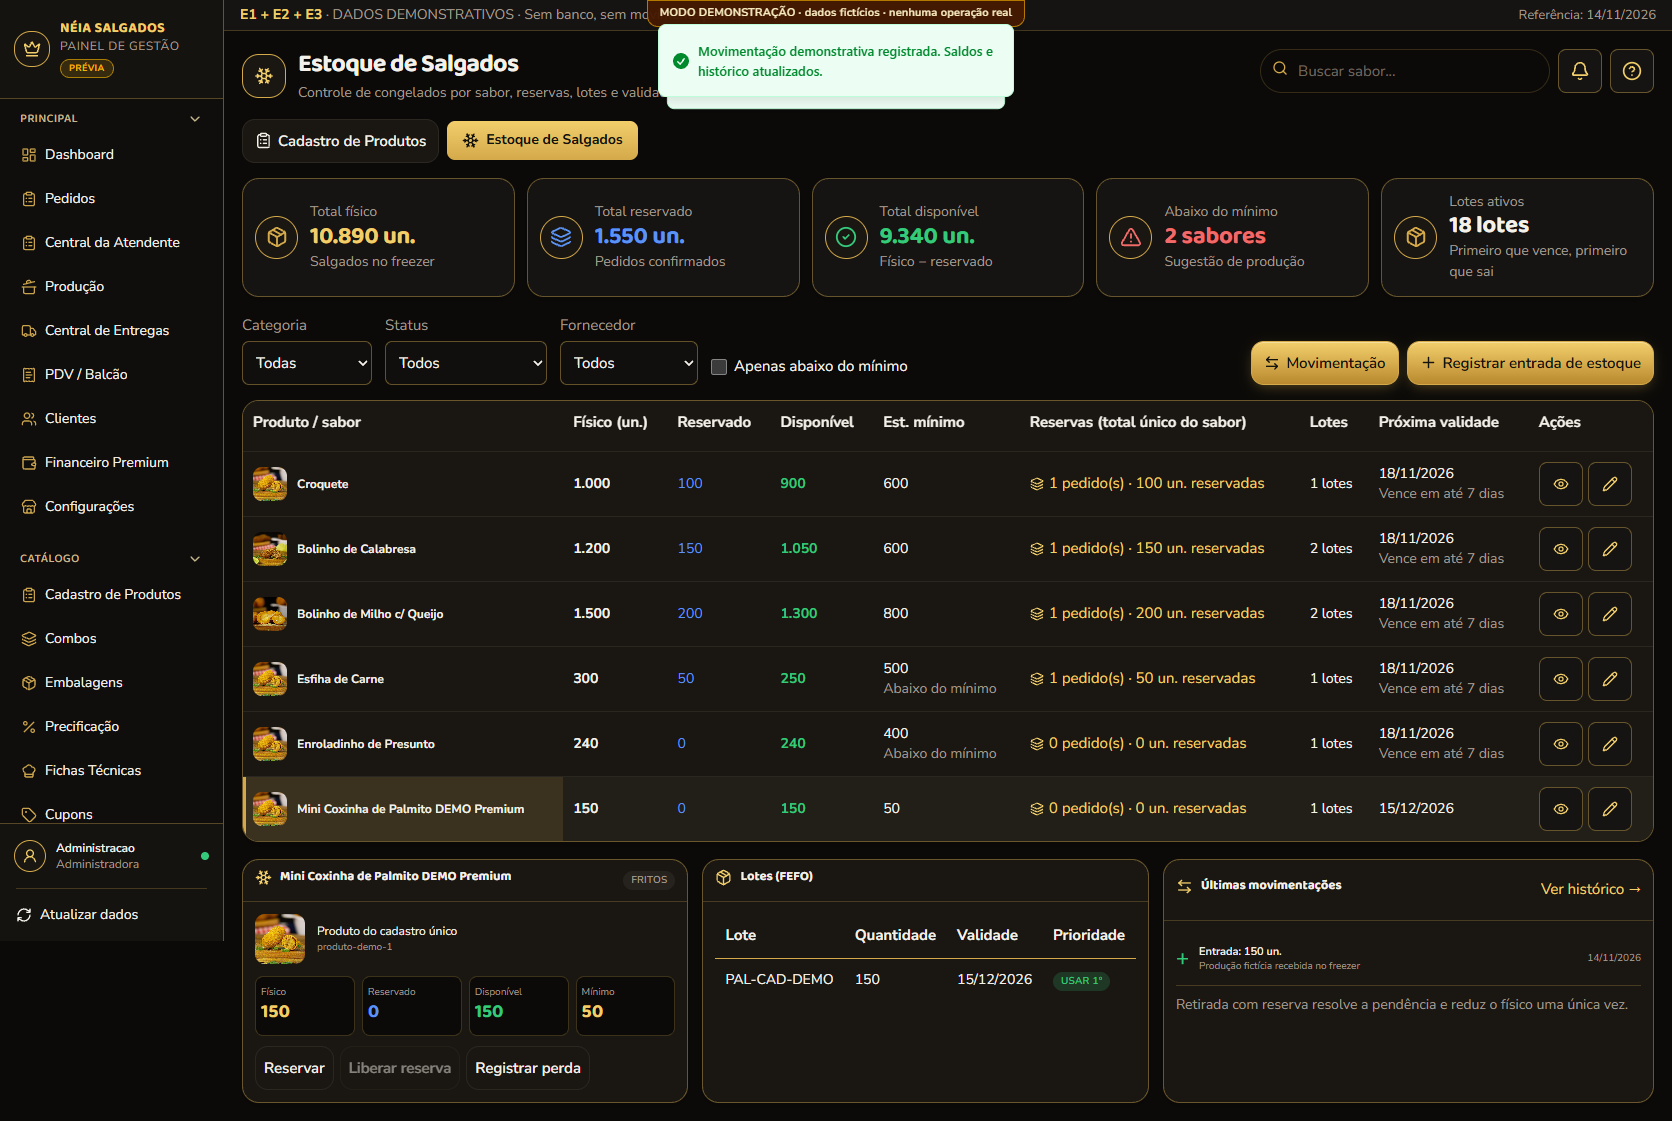 NÉIA SALGADOS
PAINEL DE GESTÃO
PRÉVIA
PRINCIPAL
Dashboard
Pedidos
Central da Atendente
Produção
Central de Entregas
PDV / Balcão
Clientes
Financeiro Premium
Configurações
CATÁLOGO
Cadastro de Produtos
Combos
Embalagens
Precificação
Fichas Técnicas
Cupons
Administracao
Administradora
Atualizar dados
E1 + E2 + E3 · DADOS DEMONSTRATIVOS · Sem banco, sem mo
MODO DEMONSTRAÇÃO · dados fictícios · nenhuma operação real
Referência: 14/11/2026
Movimentação demonstrativa registrada. Saldos e
histórico atualizados.
Estoque de Salgados
Controle de congelados por sabor, reservas, lotes e valida
Buscar sabor...
Cadastro de Produtos
Estoque de Salgados
Total físico
10.890 un.
Salgados no freezer
Total reservado
1.550 un.
Pedidos confirmados
Total disponível
9.340 un.
Físico – reservado
Abaixo do mínimo
2 sabores
Sugestão de produção
Lotes ativos
18 lotes
Primeiro que vence, primeiro
que sai
Categoria
Todas
Status
Todos
Fornecedor
Todos
Apenas abaixo do mínimo
Movimentação
Registrar entrada de estoque
Produto / sabor Físico (un.) Reservado Disponível Est. mínimo Reservas (total único do sabor) Lotes Próxima validade Ações
Croquete 1.000 100 900 600 1 pedido(s) · 100 un. reservadas 1 lotes 18/11/2026
Vence em até 7 dias
Bolinho de Calabresa 1.200 150 1.050 600 1 pedido(s) · 150 un. reservadas 2 lotes 18/11/2026
Vence em até 7 dias
Bolinho de Milho c/ Queijo 1.500 200 1.300 800 1 pedido(s) · 200 un. reservadas 2 lotes 18/11/2026
Vence em até 7 dias
Esfiha de Carne 300 50 250 500 1 pedido(s) · 50 un. reservadas 1 lotes 18/11/2026
Abaixo do mínimo Vence em até 7 dias
Enroladinho de Presunto 240 0 240 400 0 pedido(s) · 0 un. reservadas 1 lotes 18/11/2026
Abaixo do mínimo Vence em até 7 dias
Mini Coxinha de Palmito DEMO Premium 150 0 150 50 0 pedido(s) · 0 un. reservadas 1 lotes 15/12/2026
Mini Coxinha de Palmito DEMO Premium
FRITOS
Produto do cadastro único
produto-demo-1
Físico
150
Reservado
0
Disponível
150
Mínimo
50
Reservar
Liberar reserva
Registrar perda
Lotes (FEFO)
Lote Quantidade Validade Prioridade
PAL-CAD-DEMO 150 15/12/2026 USAR 1º
Últimas movimentações
Ver histórico →
Entrada: 150 un.
Produção fictícia recebida no freezer
14/11/2026
Retirada com reserva resolve a pendência e reduz o físico uma única vez.